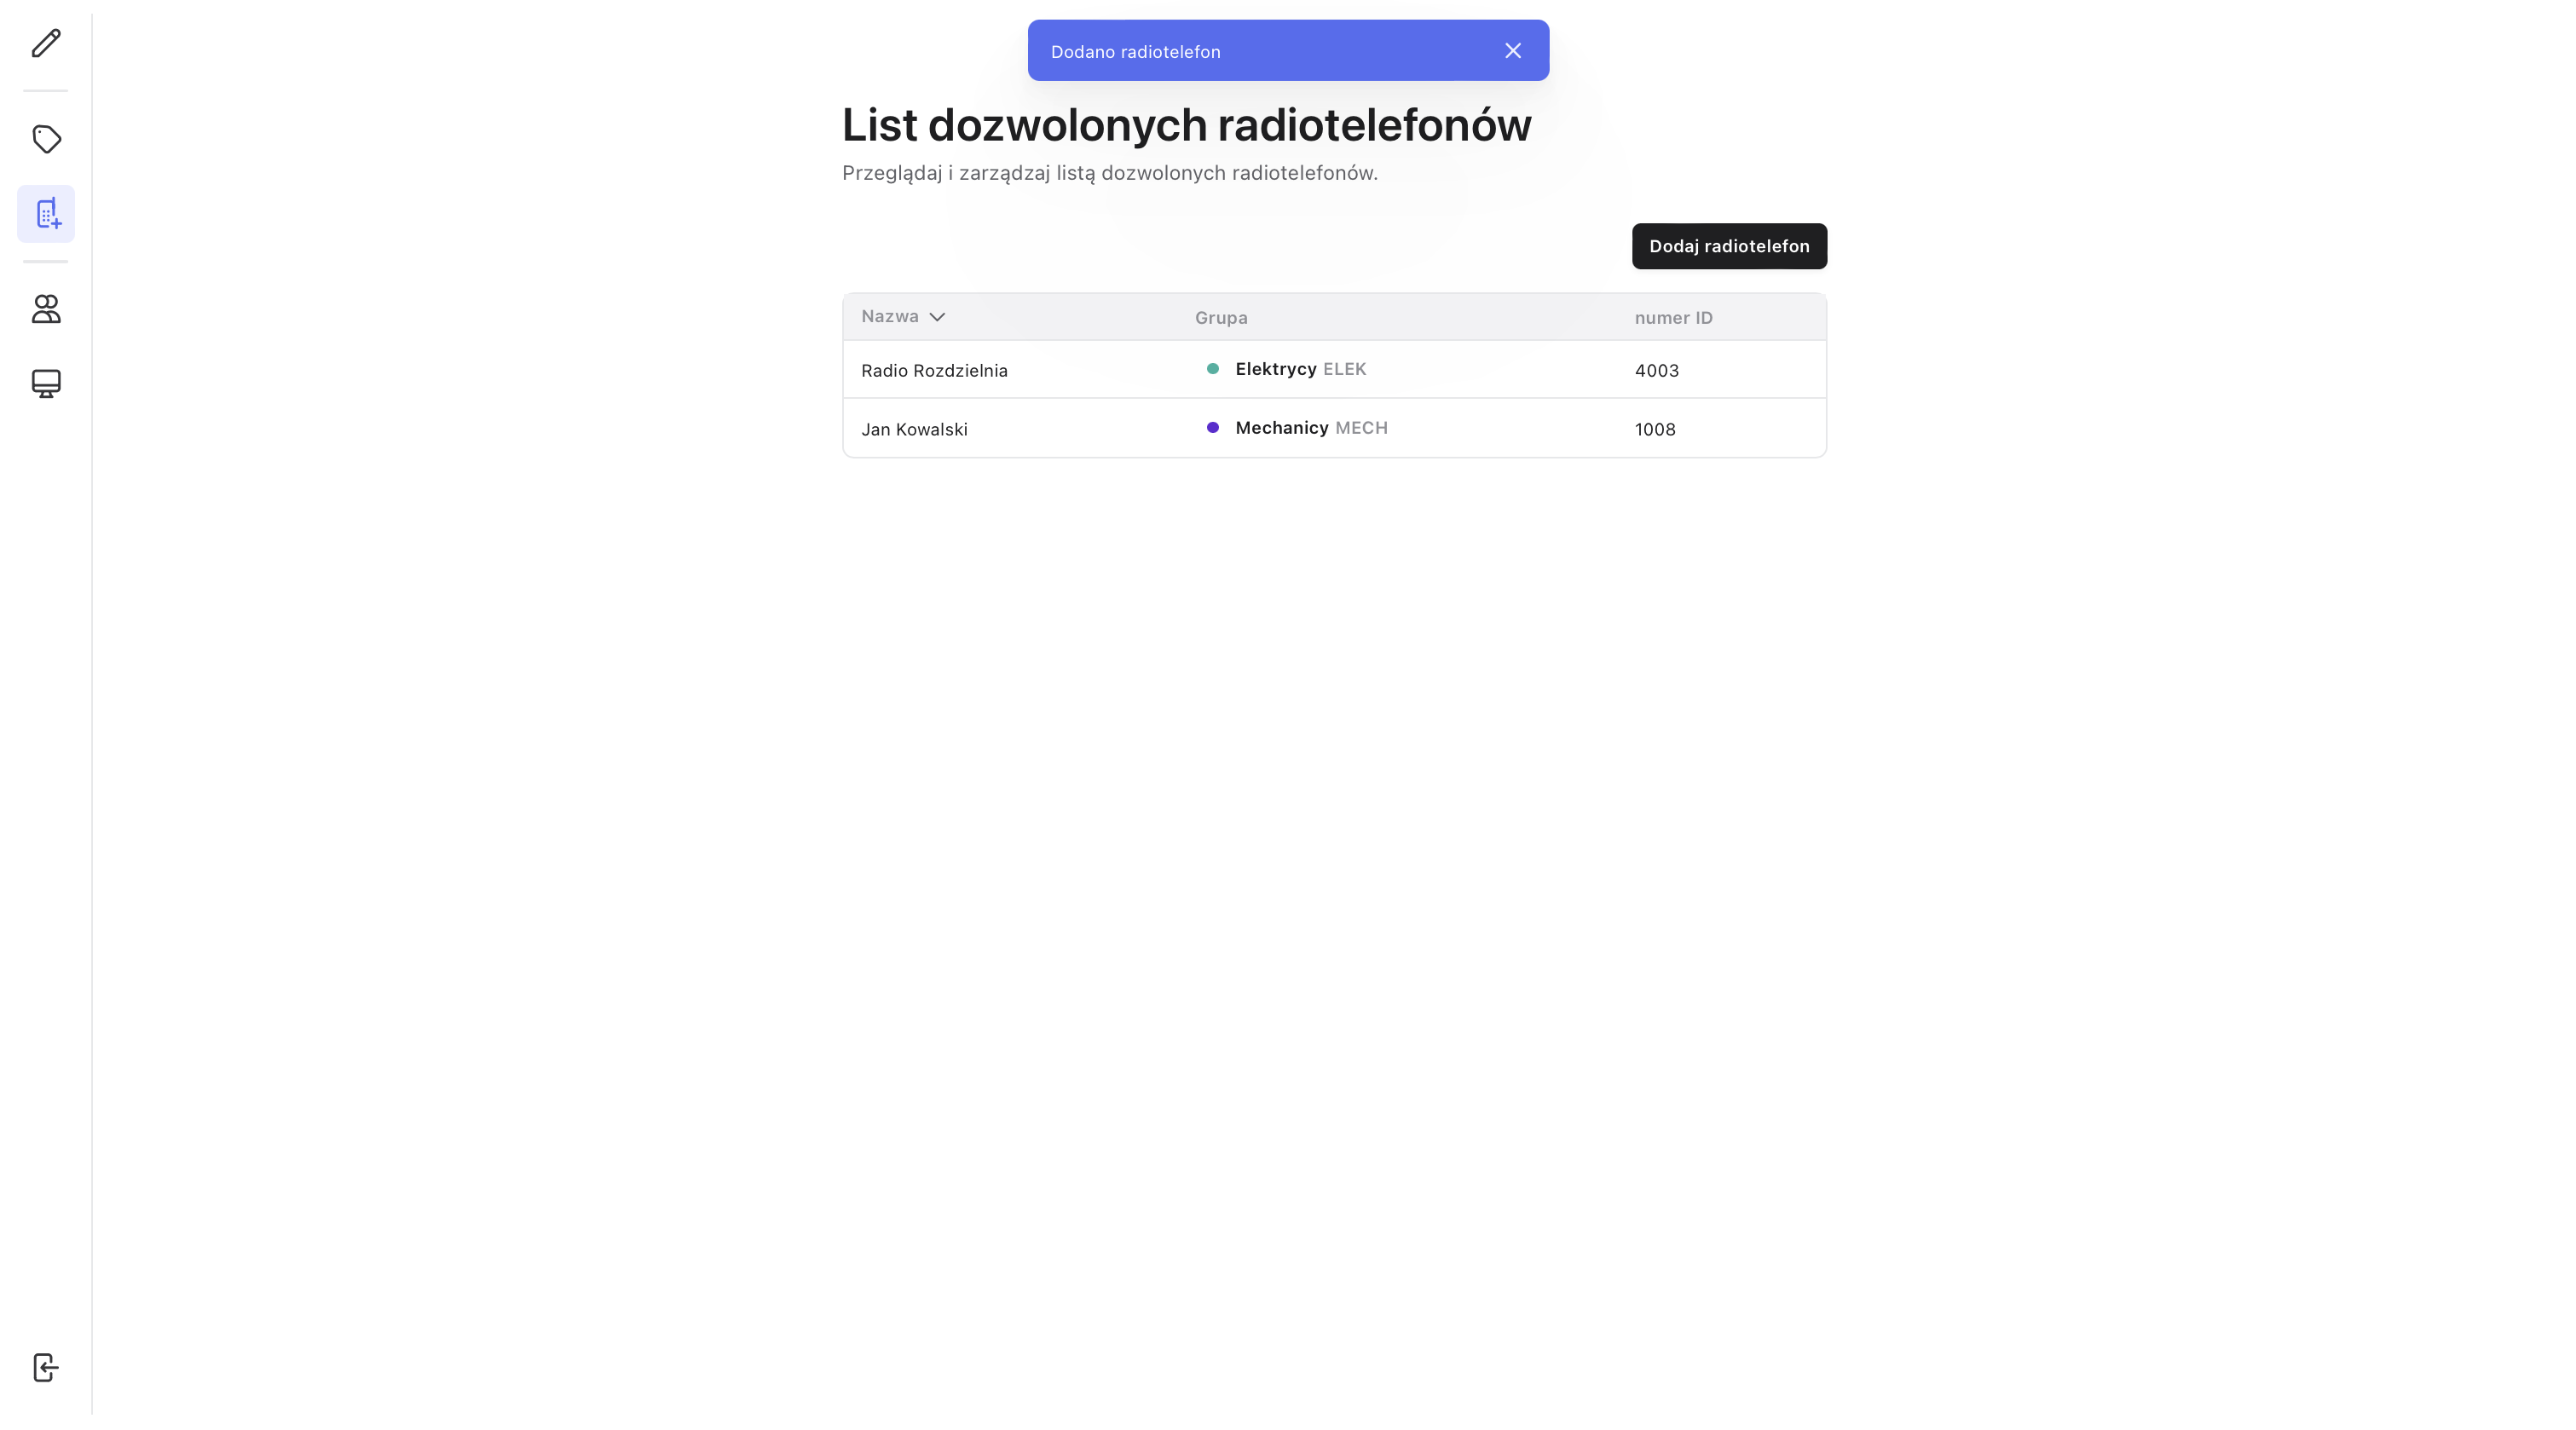 Dodano radiotelefon
List dozwolonych radiotelefonów
Przeglądaj i zarządzaj listą dozwolonych radiotelefonów.
Dodaj radiotelefon
Nazwa Grupa numer ID
Radio Rozdzielnia Elektrycy ELEK 4003
Jan Kowalski Mechanicy MECH 1008